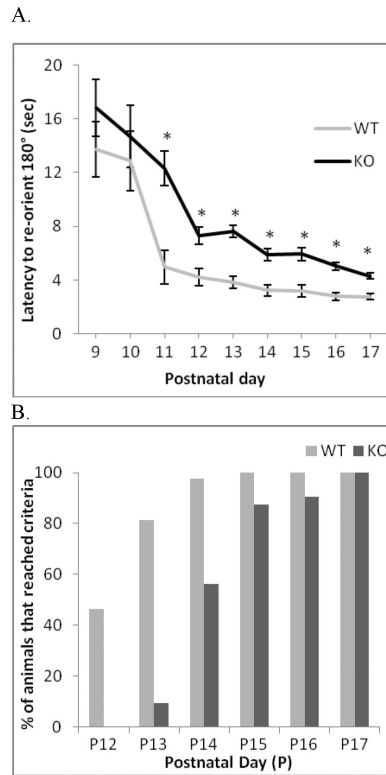 A.
Latency to re-orient 180° (sec)
20
16
12
8
4
0
WT
KO
*
*
*
*
*
*
*
9 10 11 12 13 14 15 16 17
Postnatal day
B.
% of animals that reached criteria
WT KO
100
80
60
40
20
0
P12 P13 P14 P15 P16 P17
Postnatal Day (P)